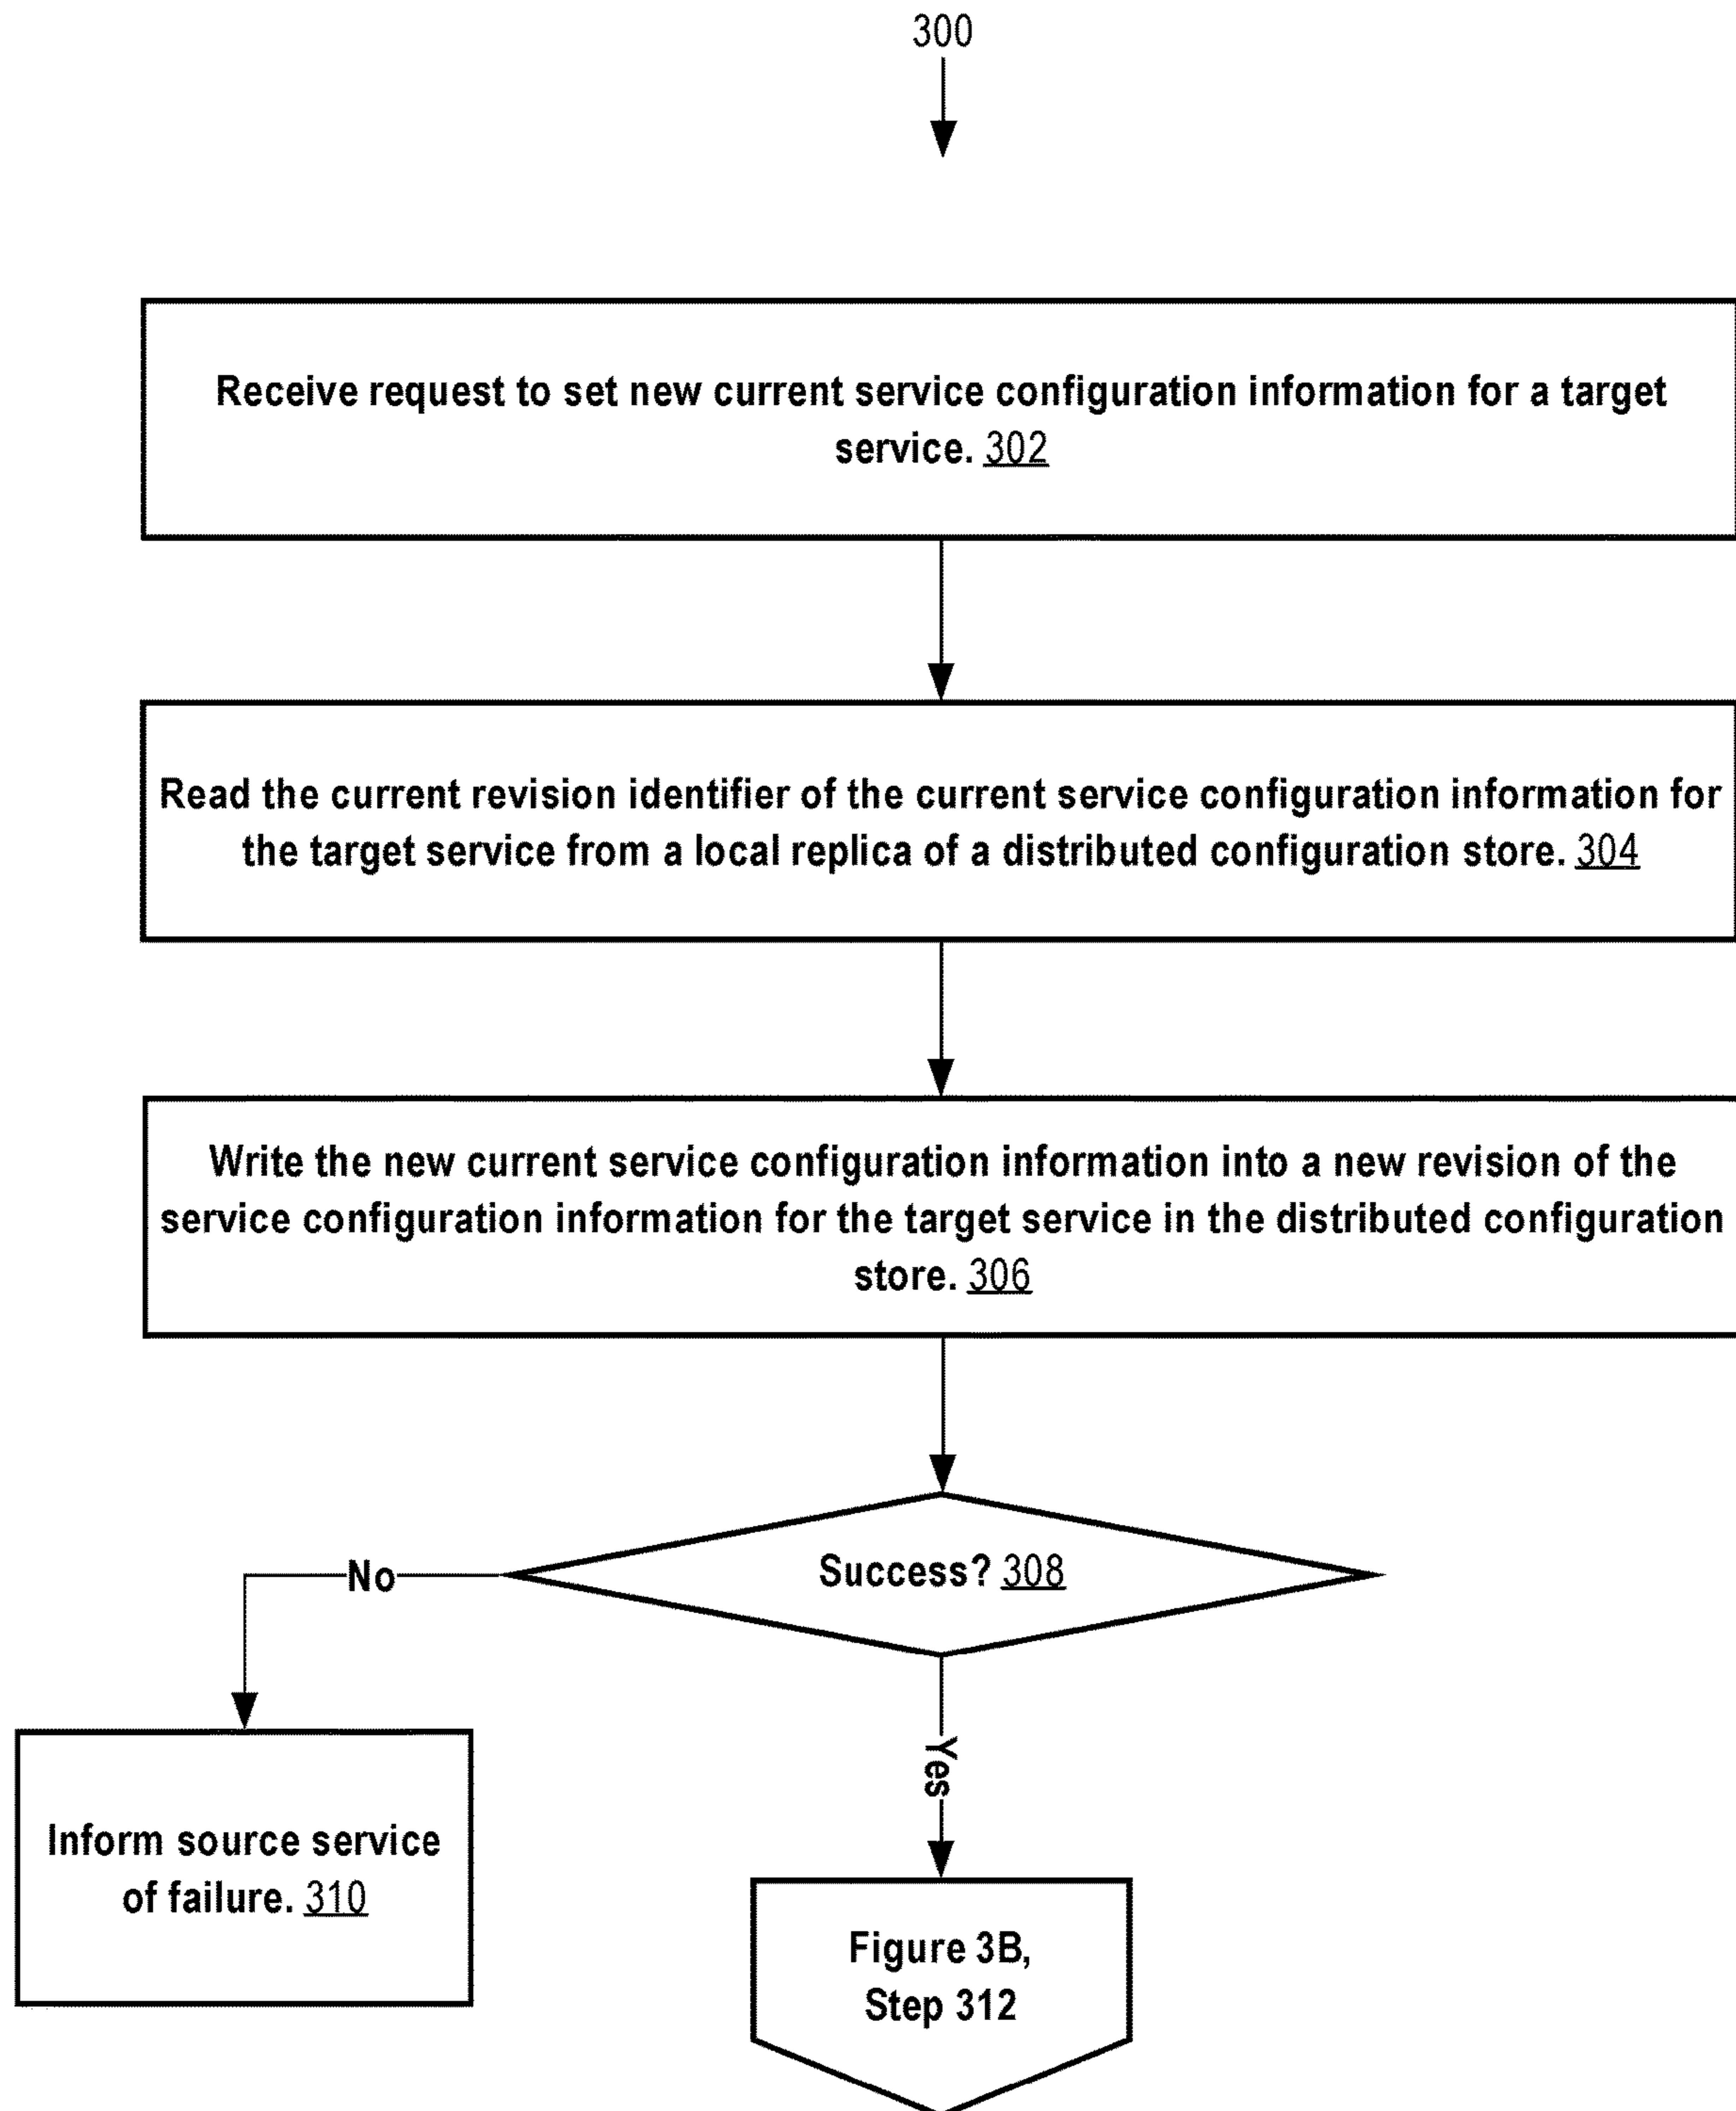 300
Receive request to set new current service configuration information for a target
service. 302
Read the current revision identifier of the current service configuration information for
the target service from a local replica of a distributed configuration store. 304
Write the new current service configuration information into a new revision of the
service configuration information for the target service in the distributed configuration
store. 306
Success? 308
No
Yes
Inform source service
of failure. 310
Figure 3B,
Step 312